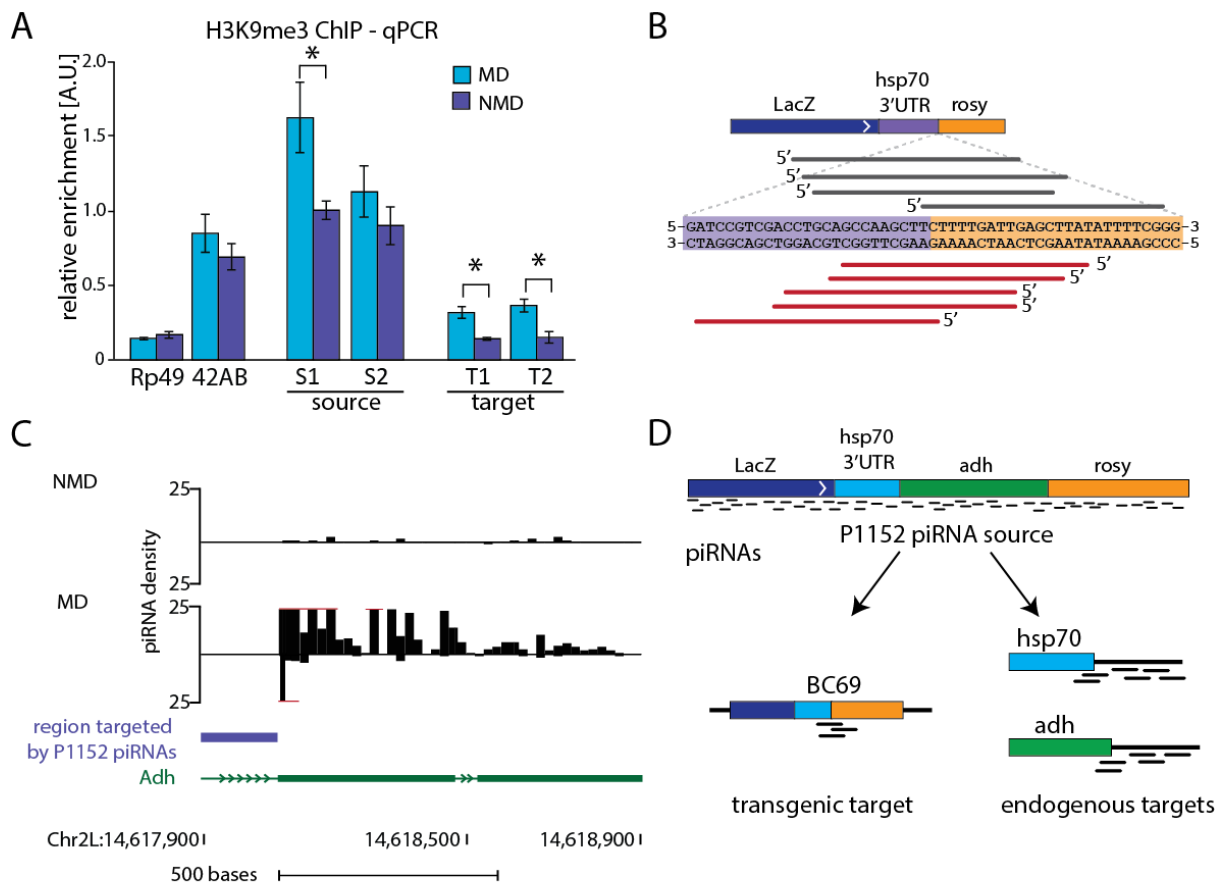 A
H3K9me3 ChIP - qPCR
relative enrichment [A.U.]
2.0
1.5
1.0
0.5
0
*
*
*
MD
NMD
Rp49 42AB S1 S2 T1 T2
source target
B
hsp70
LacZ 3'UTR rosy
5'
5'
5'
5'
5-GATCCGTCGACCTGCAGCCAAGCTTCTTTTGATTGAGCTTATATTTTCGGG-3
3-CTAGGCAGCTGGACGTCGGTTCGAAGAAAACTAACTCGAATATAAAAGCCC-5
5'
5'
5'
5'
5'
C
NMD
25
25
MD
25
25
piRNA density
region targeted
by P1152 piRNAs
Adh
Chr2L:14,617,900 14,618,500 14,618,900
500 bases
D
hsp70
LacZ 3'UTR adh rosy
piRNAs
P1152 piRNA source
BC69
transgenic target
hsp70
adh
endogenous targets